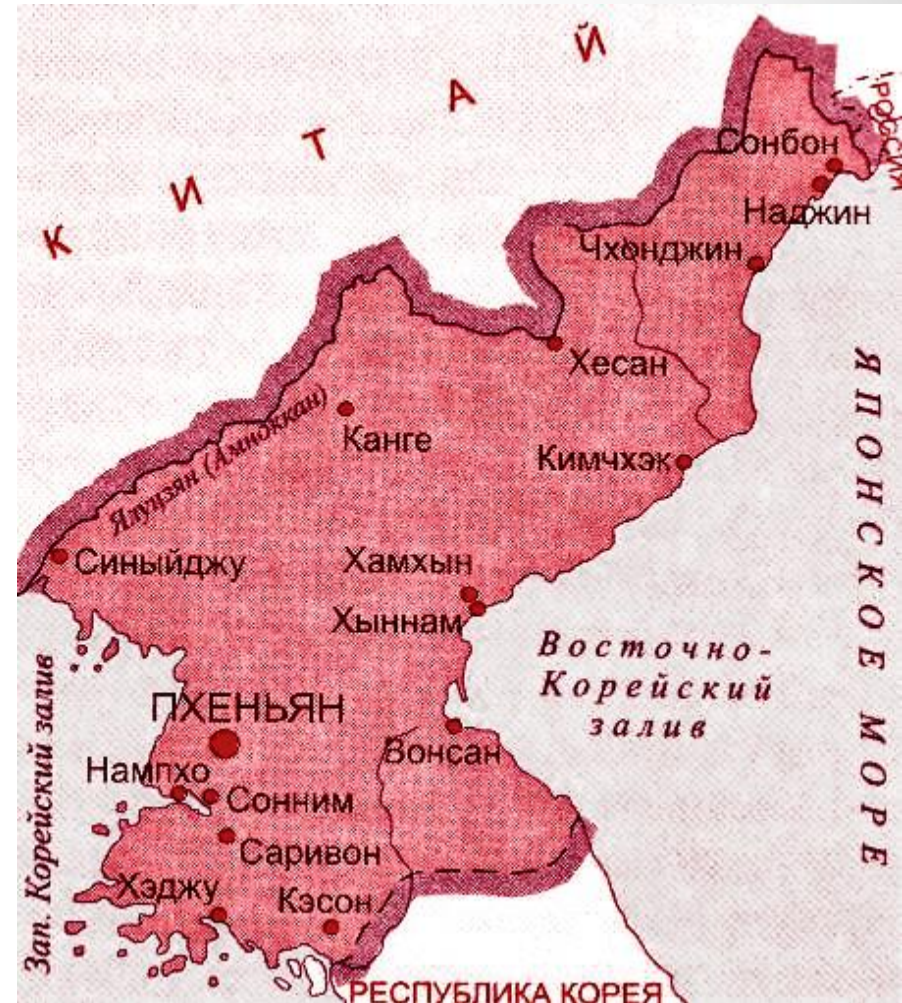 КИТАЙ
РОССИЯ
Сонбон
Наджин
Чхонджин
Хесан
Ялуцзян (Амноккан)
Канге
Кимчхэк
ЯПОНСКОЕ МОРЕ
Синыйджу
Хамхын
Хыннам
Восточно-
Корейский
залив
Зап. Корейский залив
ПХЕНЬЯН
Вонсан
Нампхо
Сонним
Саривон
Хэджу
Кэсон
РЕСПУБЛИКА КОРЕЯ